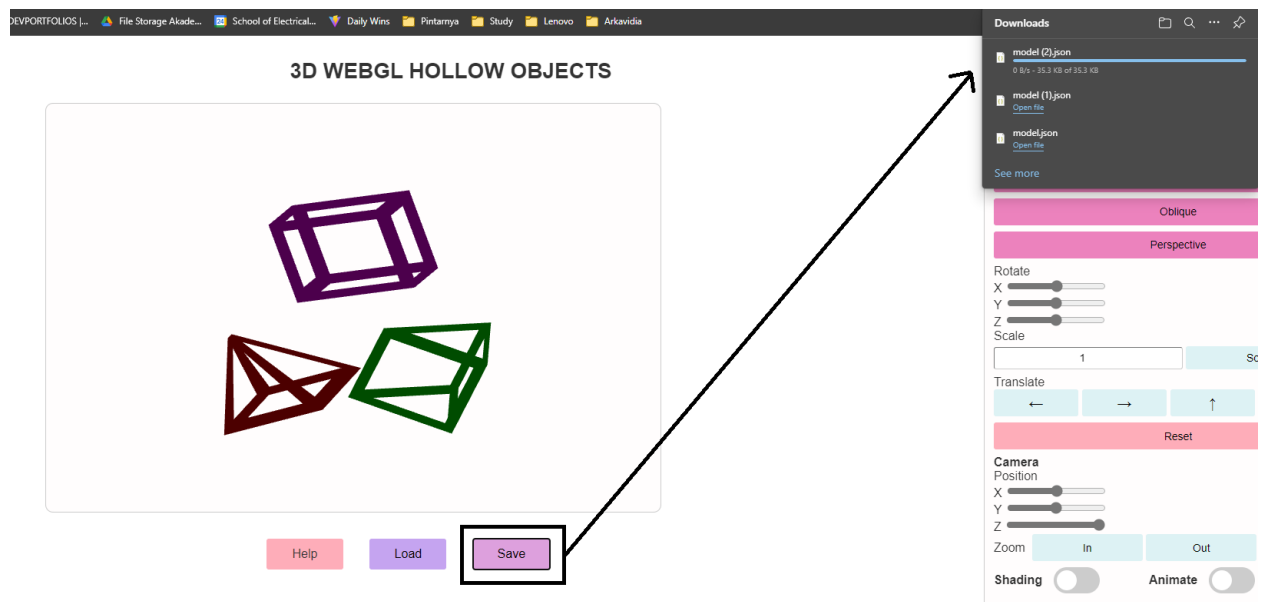 DEVPORTFOLIOS |... File Storage Akade... School of Electrical... Daily Wins Pintarnya Study Lenovo Arkavidia
Downloads
model (2).json
0 B/s - 35.3 KB of 35.3 KB
model (1).json
Open file
model.json
Open file
See more
3D WEBGL HOLLOW OBJECTS
Oblique
Perspective
Rotate
X
Y
Z
Scale
1 Sc
Translate
← → ↑
Reset
Camera
Position
X
Y
Z
Zoom In Out
Shading Animate
Help Load Save